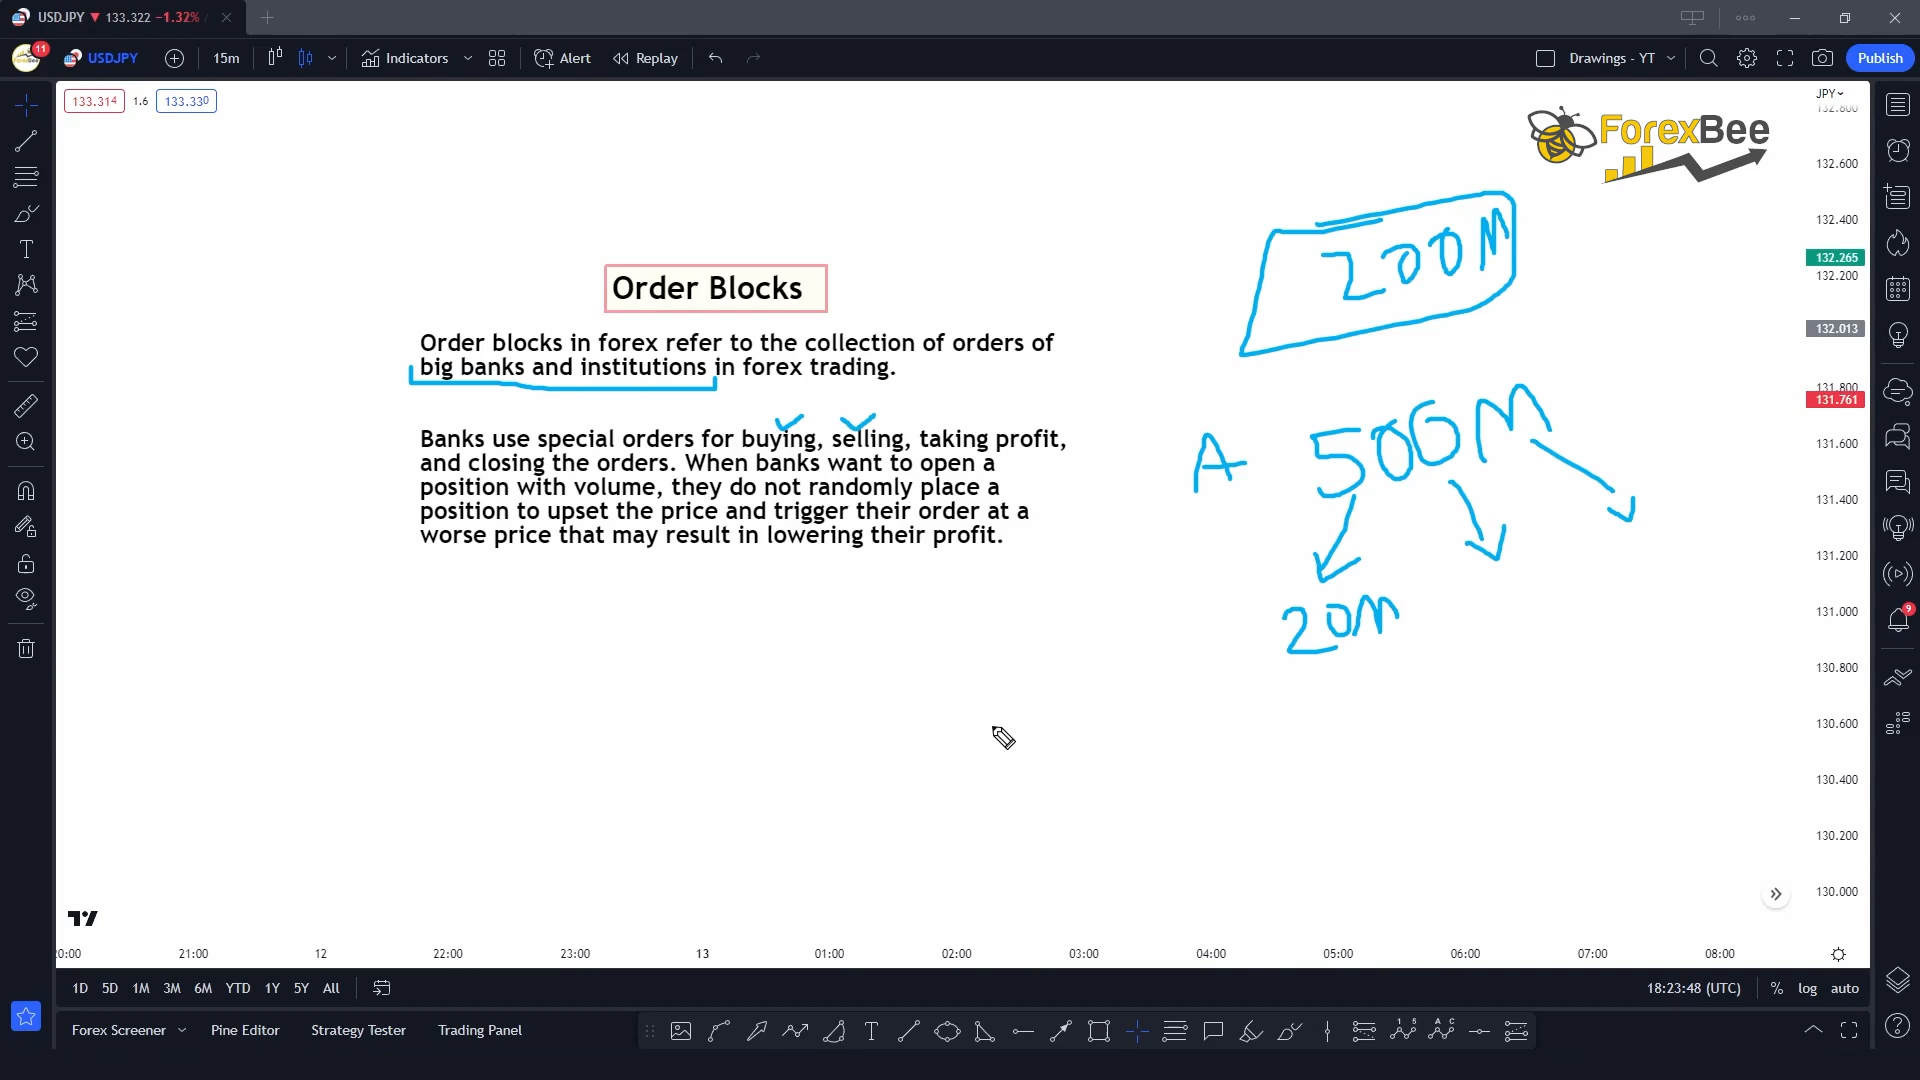 USDJPY 133.322 −1.32% /
11
USDJPY 15m Indicators Alert Replay Drawings - YT Publish
133.314 1.6 133.330
JPY
132.800
ForexBee
132.600
132.400
132.265
132.200
132.013
131.800
131.761
131.600
131.400
131.200
131.000
130.800
130.600
130.400
130.200
130.000
Order Blocks
Order blocks in forex refer to the collection of orders of
big banks and institutions in forex trading.
Banks use special orders for buying, selling, taking profit,
and closing the orders. When banks want to open a
position with volume, they do not randomly place a
position to upset the price and trigger their order at a
worse price that may result in lowering their profit.
200M
A 500M
20M
9
20:00 21:00 12 22:00 23:00 13 01:00 02:00 03:00 04:00 05:00 06:00 07:00 08:00
1D 5D 1M 3M 6M YTD 1Y 5Y All 18:23:48 (UTC) % log auto
Forex Screener Pine Editor Strategy Tester Trading Panel